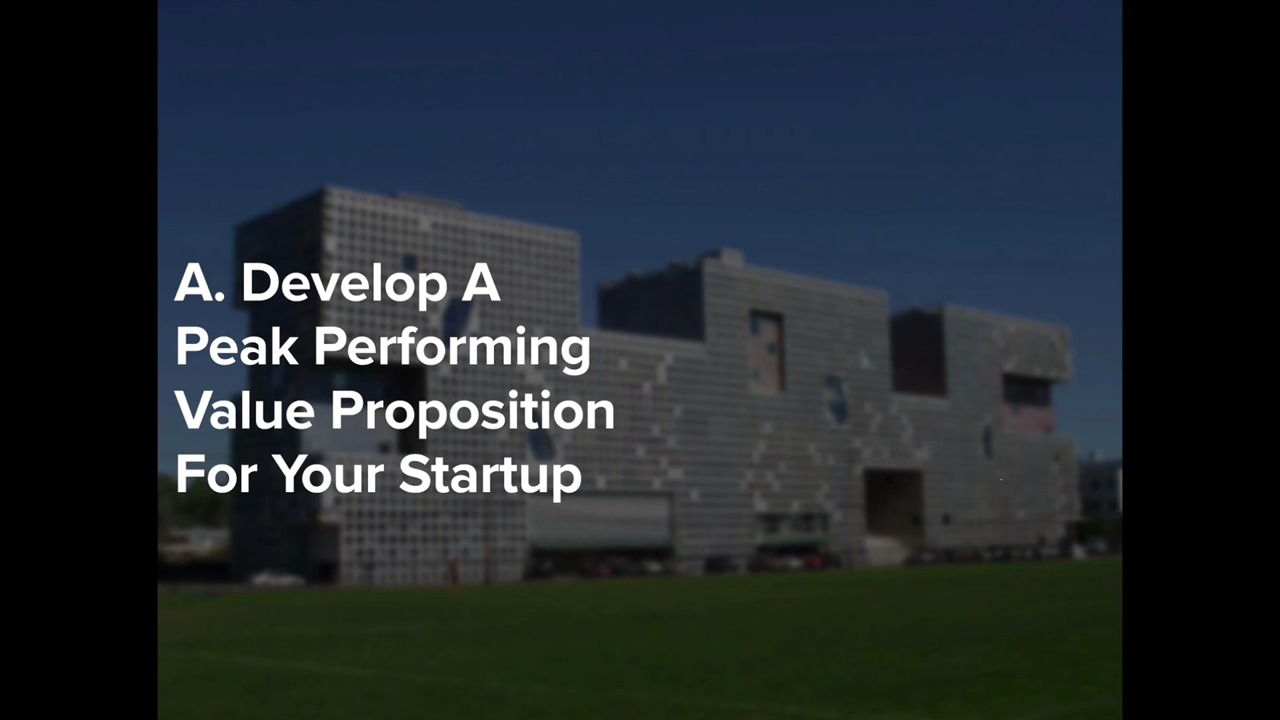 A. Develop A
Peak Performing
Value Proposition
For Your Startup